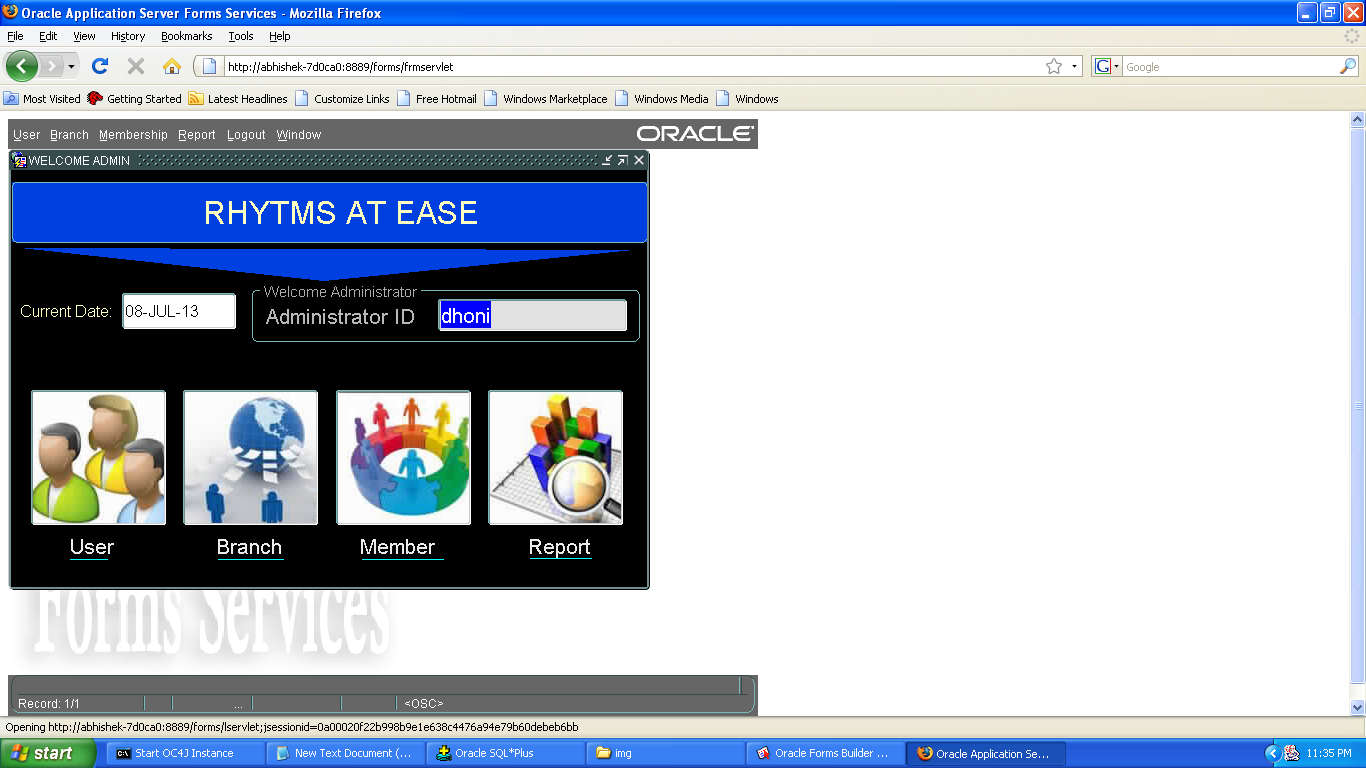 Oracle Application Server Forms Services - Mozilla Firefox
File Edit View History Bookmarks Tools Help
http://abhishek-7d0ca0:8889/forms/frmservlet
G Google
Most Visited Getting Started Latest Headlines Customize Links Free Hotmail Windows Marketplace Windows Media Windows
User Branch Membership Report Logout Window ORACLE
WELCOME ADMIN
RHYTMS AT EASE
Welcome Administrator
Current Date: 08-JUL-13 Administrator ID dhoni
User Branch Member Report
Forms Services
Record: 1/1 ... <OSC>
Opening http://abhishek-7d0ca0:8889/forms/lservlet;jsessionid=0a00020f22b998b9e1e638c4476a94e79b60debeb6bb
start Start OC4J Instance New Text Document (... Oracle SQL*Plus img Oracle Forms Builder ... Oracle Application Se... 11:35 PM